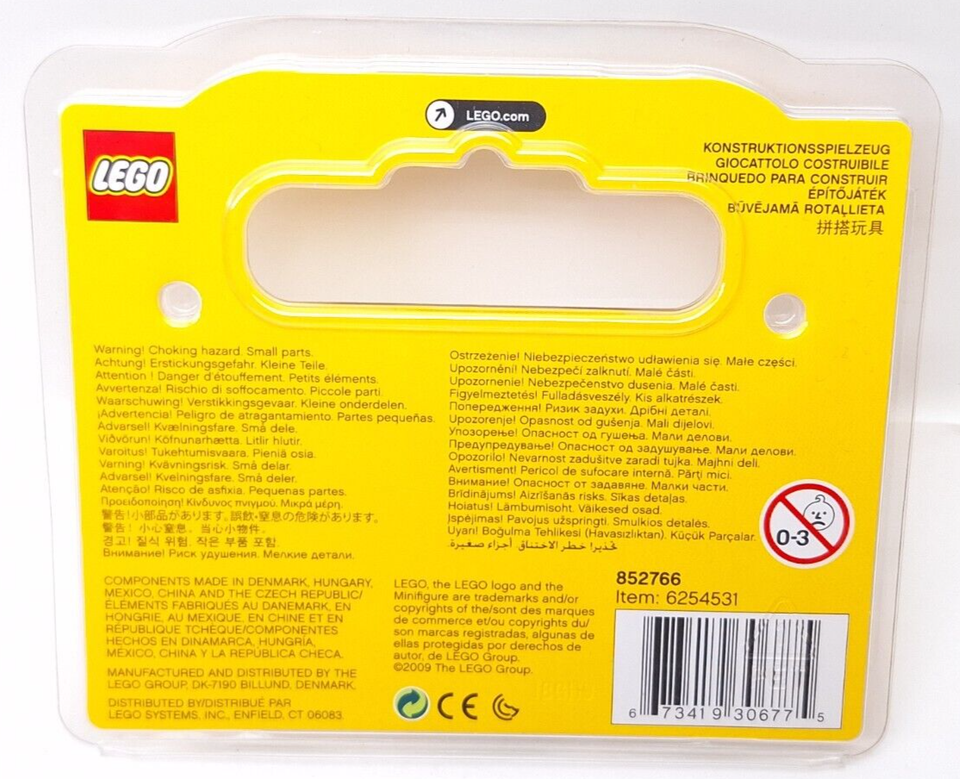 LEGO.com
LEGO
KONSTRUKTIONSSPIELZEUG
GIOCATTOLO COSTRUIBILE
BRINQUEDO PARA CONSTRUIR
ÉPÍTŐJÁTÉK
BŪVĒJAMĀ ROTAĻLIETA
拼搭玩具
Warning! Choking hazard. Small parts.
Achtung! Erstickungsgefahr. Kleine Teile.
Attention ! Danger d'étouffement. Petits éléments.
Avvertenza! Rischio di soffocamento. Piccole parti.
Waarschuwing! Verstikkingsgevaar. Kleine onderdelen.
¡Advertencia! Peligro de atragantamiento. Partes pequeñas.
Advarsel! Kvælningsfare. Små dele.
Viðvörun! Köfnunarhætta. Litlir hlutir.
Varoitus! Tukehtumisvaara. Pieniä osia.
Varning! Kvävningsrisk. Små delar.
Advarsel! Kvelningsfare. Små deler.
Atenção! Risco de asfixia. Pequenas partes.
Προειδοποίηση! Κίνδυνος πνιγμού. Μικρά μέρη.
警告!小部品があります。誤飲・窒息の危険があります。
警告! 小心窒息。当心小物件。
경고! 질식 위험. 작은 부품 포함.
Внимание! Риск удушения. Мелкие детали.
Ostrzeżenie! Niebezpieczeństwo udławienia się. Małe części.
Upozornění! Nebezpečí zalknutí. Malé části.
Upozornenie! Nebezpečenstvo dusenia. Malé časti.
Figyelmeztetés! Fulladásveszély. Kis alkatrészek.
Попередження! Ризик задухи. Дрібні деталі.
Upozorenje! Opasnost od gušenja. Mali dijelovi.
Упозорење! Опасност од гушења. Мали делови.
Предупредување! Опасност од задушување. Мали делови.
Opozorilo! Nevarnost zadušitve zaradi tujka. Majhni deli.
Avertisment! Pericol de sufocare internă. Părţi mici.
Внимание! Опасност от задавяне. Малки части.
Brīdinājums! Aizrīšanās risks. Sīkas detaļas.
Hoiatus! Lämbumisoht. Väikesed osad.
Įspėjimas! Pavojus užspringti. Smulkios detalės.
Uyarı! Boğulma Tehlikesi (Havasızlıktan). Küçük Parçalar.
تحذير! خطر الاختناق. أجزاء صغيرة
0-3
COMPONENTS MADE IN DENMARK, HUNGARY,
MEXICO, CHINA AND THE CZECH REPUBLIC/
ÉLÉMENTS FABRIQUÉS AU DANEMARK, EN
HONGRIE, AU MEXIQUE, EN CHINE ET EN
RÉPUBLIQUE TCHÈQUE/COMPONENTES
HECHOS EN DINAMARCA, HUNGRÍA,
MÉXICO, CHINA Y LA REPÚBLICA CHECA.
MANUFACTURED AND DISTRIBUTED BY THE
LEGO GROUP, DK-7190 BILLUND, DENMARK.
DISTRIBUTED BY/DISTRIBUÉ PAR
LEGO SYSTEMS, INC., ENFIELD, CT 06083.
LEGO, the LEGO logo and the
Minifigure are trademarks and/or
copyrights of the/sont des marques
de commerce et/ou copyrights du/
son marcas registradas, algunas de
ellas protegidas por derechos de
autor, de LEGO Group.
©2009 The LEGO Group.
CE
852766
Item: 6254531
6 73419 30677 5